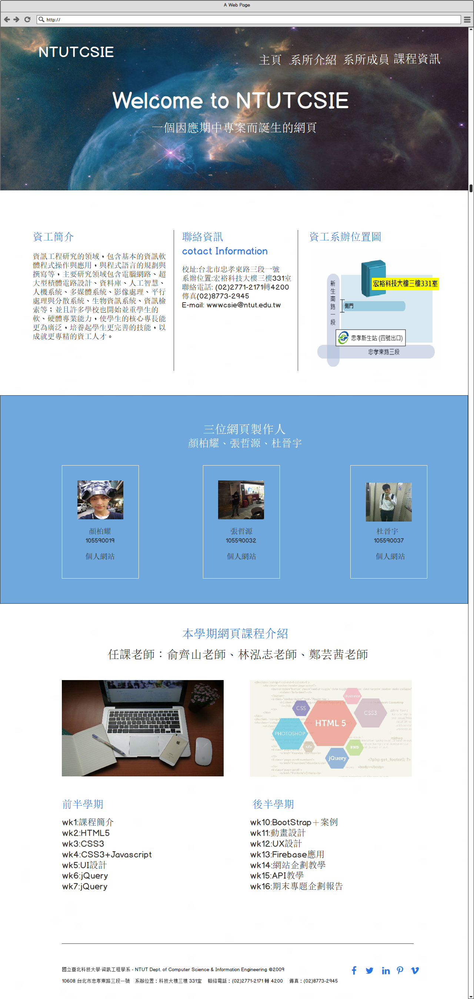 A Web Page
http://
NTUTCSIE
主頁 系所介紹 系所成員 課程資訊
Welcome to NTUTCSIE
一個因應期中專案而誕生的網頁
資工簡介
資訊工程研究的領域，包含基本的資訊軟
體程式操作與應用，與程式語言的規劃與
撰寫等，主要研究領域包含電腦網路、超
大型積體電路設計、資料庫、人工智慧、
人機系統、多媒體系統、影像處理、平行
處理與分散系統、生物資訊系統、資訊檢
索等；並且許多學校也開始並重學生的
軟、硬體專業能力，使學生的核心專長能
更為廣泛，培養起學生更完善的技能，以
成就更專精的資工人才。
聯絡資訊
cotact Information
校址:台北市忠孝東路三段一號
系辦位置:宏裕科技大樓三樓331室
聯絡電話: (02)2771-2171轉4200
傳真(02)8773-2945
E-mail: wwwcsie@ntut.edu.tw
資工系辦位置圖
宏裕科技大樓三樓331室
新生南路一段
側門
忠孝新生站 (四號出口)
忠孝東路三段
三位網頁製作人
顏柏耀、張哲源、杜晉宇
顏柏耀
105590019
個人網站
張哲源
105590032
個人網站
杜晉宇
105590037
個人網站
本學期網頁課程介紹
任課老師：俞齊山老師、林泓志老師、鄭芸茜老師
Illustrator
CSS
CSS3
HTML 5
PHOTOSHOP
</>
RWD
jQuery
<?php get_footer(); ?>
<body></body>
前半學期
wk1:課程簡介
wk2:HTML5
wk3:CSS3
wk4:CSS3+Javascript
wk5:UI設計
wk6:jQuery
wk7:jQuery
後半學期
wk10:BootStrap＋案例
wk11:動畫設計
wk12:UX設計
wk13:Firebase應用
wk14:網站企劃教學
wk15:API教學
wk16:期末專題企劃報告
國立臺北科技大學‧資訊工程學系 - NTUT Dept. of Computer Science & Information Engineering ©2009
10608 台北市忠孝東路三段一號 系辦位置：科技大樓三樓 331室 聯絡電話：(02)2771-2171 轉 4200 傳真：(02)8773-2945